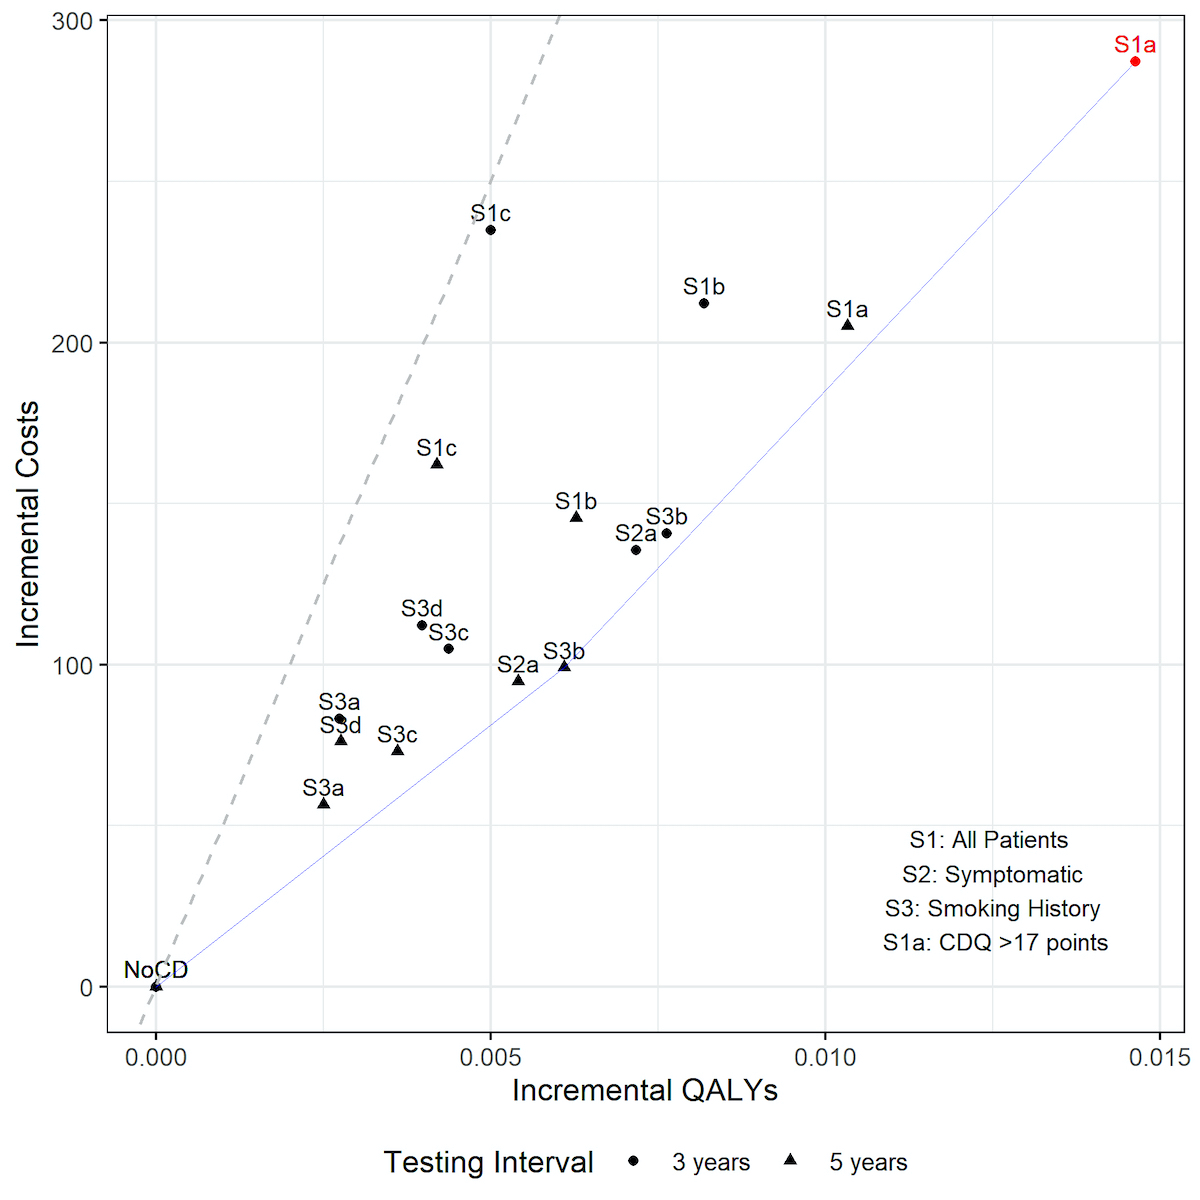 300
S1a
S1c
S1b
S1a
200
S1c
S1b
S3b
S2a
S3d
S3c
S3b
S2a
100
S3a
S3d
S3c
S3a
S1: All Patients
S2: Symptomatic
S3: Smoking History
S1a: CDQ >17 points
NoCD
0
0.000
0.005
0.010
0.015
Incremental Costs
Incremental QALYs
Testing Interval 3 years 5 years